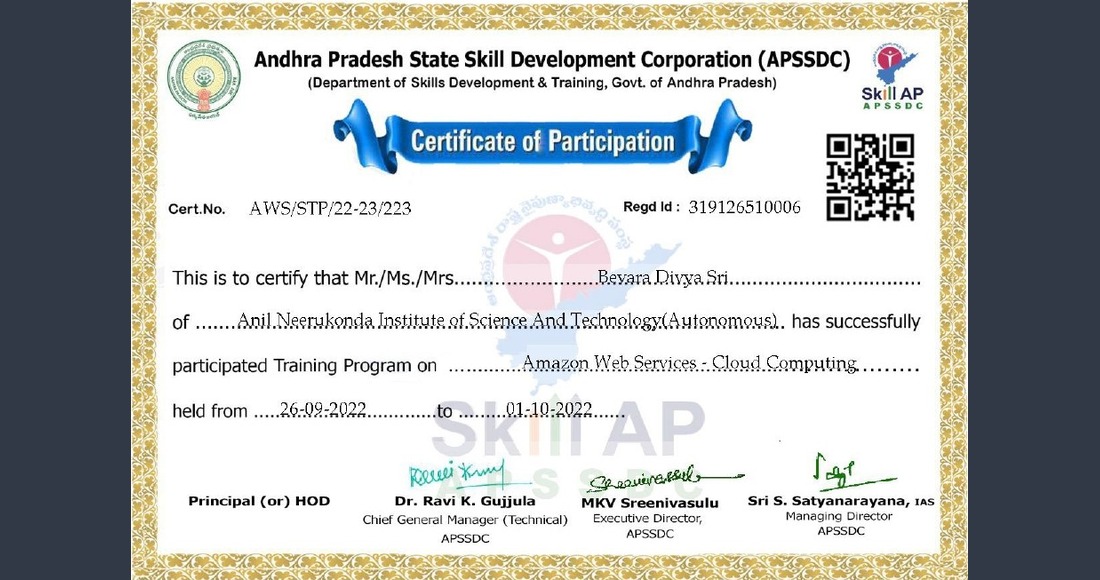 Andhra Pradesh State Skill Development Corporation (APSSDC)
(Department of Skills Development & Training, Govt. of Andhra Pradesh)
Skill AP
APSSDC
Certificate of Participation
Cert.No. AWS/STP/22-23/223
Regd Id : 319126510006
This is to certify that Mr./Ms./Mrs.......................Bevara Divya Sri.......................................
of .......Anil Neerukonda Institute of Science And Technology(Autonomous).. has successfully
participated Training Program on .............Amazon Web Services - Cloud Computing...........
held from .....26-09-2022...............to .........01-10-2022......
Skill AP
APSSDC
Principal (or) HOD
Dr. Ravi K. Gujjula
Chief General Manager (Technical)
APSSDC
MKV Sreenivasulu
Executive Director,
APSSDC
Sri S. Satyanarayana, IAS
Managing Director
APSSDC